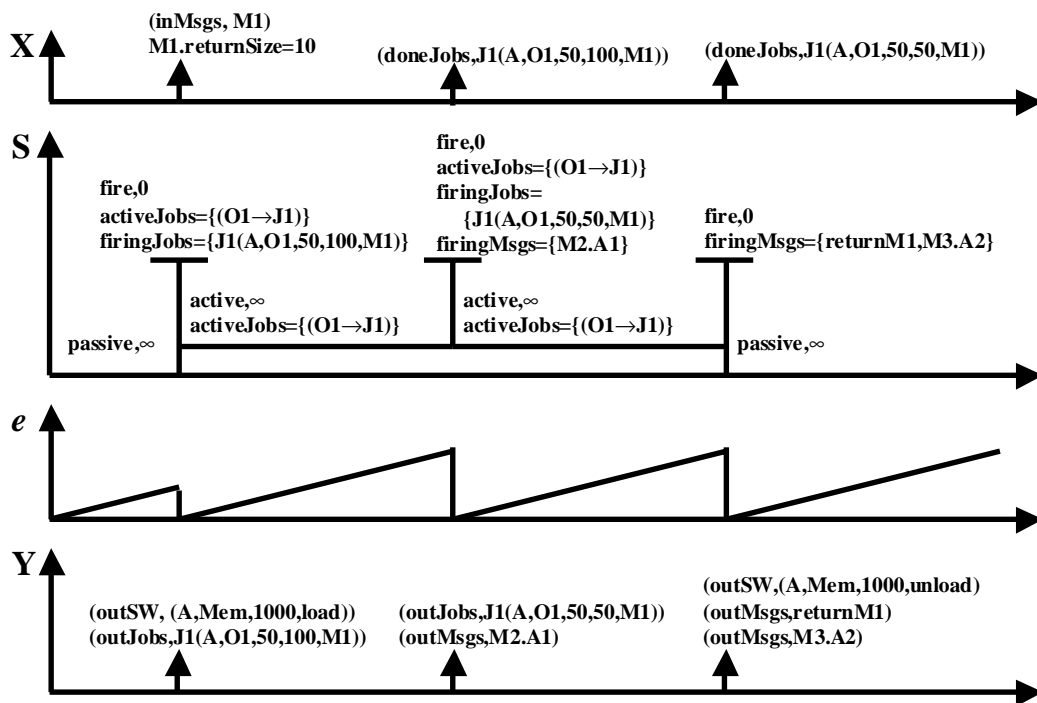 X
(inMsgs, M1)
M1.returnSize=10
(doneJobs,J1(A,O1,50,100,M1))
(doneJobs,J1(A,O1,50,50,M1))
S
fire,0
activeJobs={(O1→J1)}
firingJobs={J1(A,O1,50,100,M1)}
fire,0
activeJobs={(O1→J1)}
firingJobs=
{J1(A,O1,50,50,M1)}
firingMsgs={M2.A1}
fire,0
firingMsgs={returnM1,M3.A2}
passive,∞
active,∞
activeJobs={(O1→J1)}
active,∞
activeJobs={(O1→J1)}
passive,∞
e
Y
(outSW, (A,Mem,1000,load))
(outJobs,J1(A,O1,50,100,M1))
(outJobs,J1(A,O1,50,50,M1))
(outMsgs,M2.A1)
(outSW,(A,Mem,1000,unload)
(outMsgs,returnM1)
(outMsgs,M3.A2)